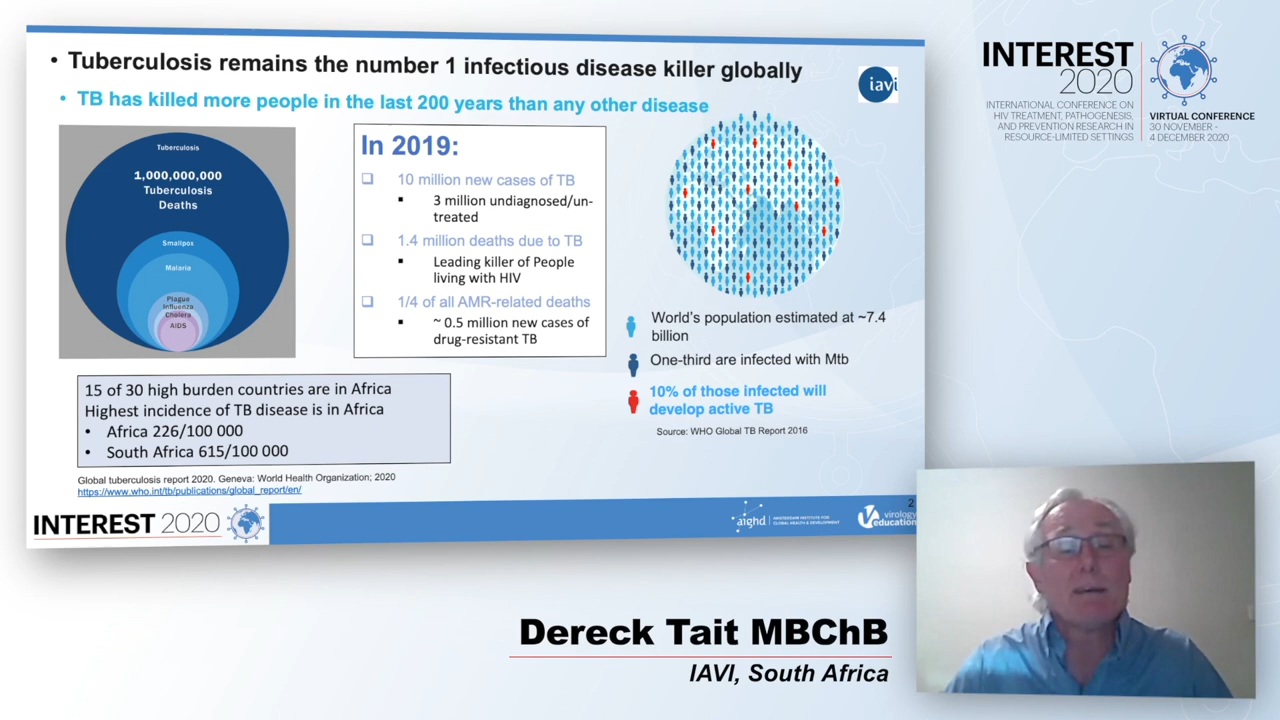 • Tuberculosis remains the number 1 infectious disease killer globally
• TB has killed more people in the last 200 years than any other disease
iavi
Tuberculosis
1,000,000,000
Tuberculosis
Deaths
Smallpox
Malaria
Plague
Influenza
Cholera
AIDS
In 2019:
❑ 10 million new cases of TB
▪ 3 million undiagnosed/un-
treated
❑ 1.4 million deaths due to TB
▪ Leading killer of People
living with HIV
❑ 1/4 of all AMR-related deaths
▪ ~ 0.5 million new cases of
drug-resistant TB
World's population estimated at ~7.4
billion
One-third are infected with Mtb
10% of those infected will
develop active TB
Source: WHO Global TB Report 2016
15 of 30 high burden countries are in Africa
Highest incidence of TB disease is in Africa
• Africa 226/100 000
• South Africa 615/100 000
Global tuberculosis report 2020. Geneva: World Health Organization; 2020
https://www.who.int/tb/publications/global_report/en/
INTEREST 2020
aighd
AMSTERDAM INSTITUTE FOR
GLOBAL HEALTH & DEVELOPMENT
virology
education
2
INTEREST
2020
INTERNATIONAL CONFERENCE ON
HIV TREATMENT, PATHOGENESIS,
AND PREVENTION RESEARCH IN
RESOURCE-LIMITED SETTINGS
VIRTUAL CONFERENCE
30 NOVEMBER -
4 DECEMBER 2020
Dereck Tait MBChB
IAVI, South Africa